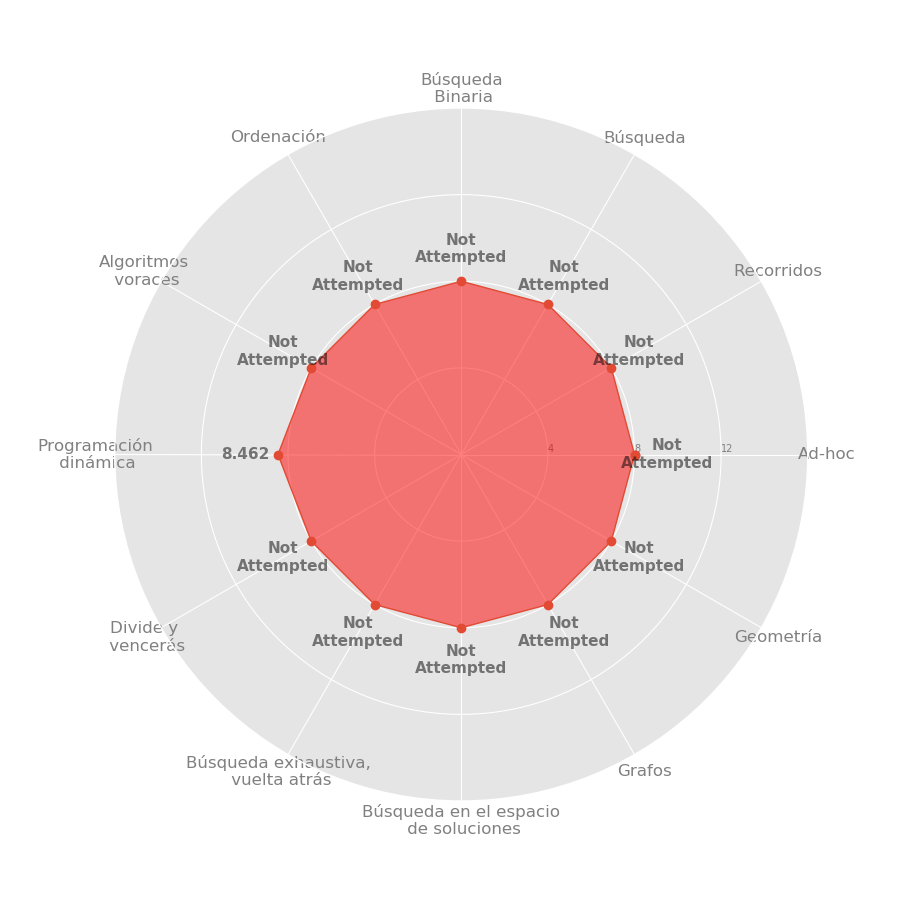 Búsqueda
Binaria
Ordenación
Búsqueda
Not
Attempted
Not
Attempted
Not
Attempted
Algoritmos
voraces
Recorridos
Not
Attempted
Not
Attempted
Programación
dinámica
8.462
4
8
12
Not
Attempted
Ad-hoc
Not
Attempted
Not
Attempted
Divide y
vencerás
Geometría
Not
Attempted
Not
Attempted
Not
Attempted
Búsqueda exhaustiva,
vuelta atrás
Grafos
Búsqueda en el espacio
de soluciones